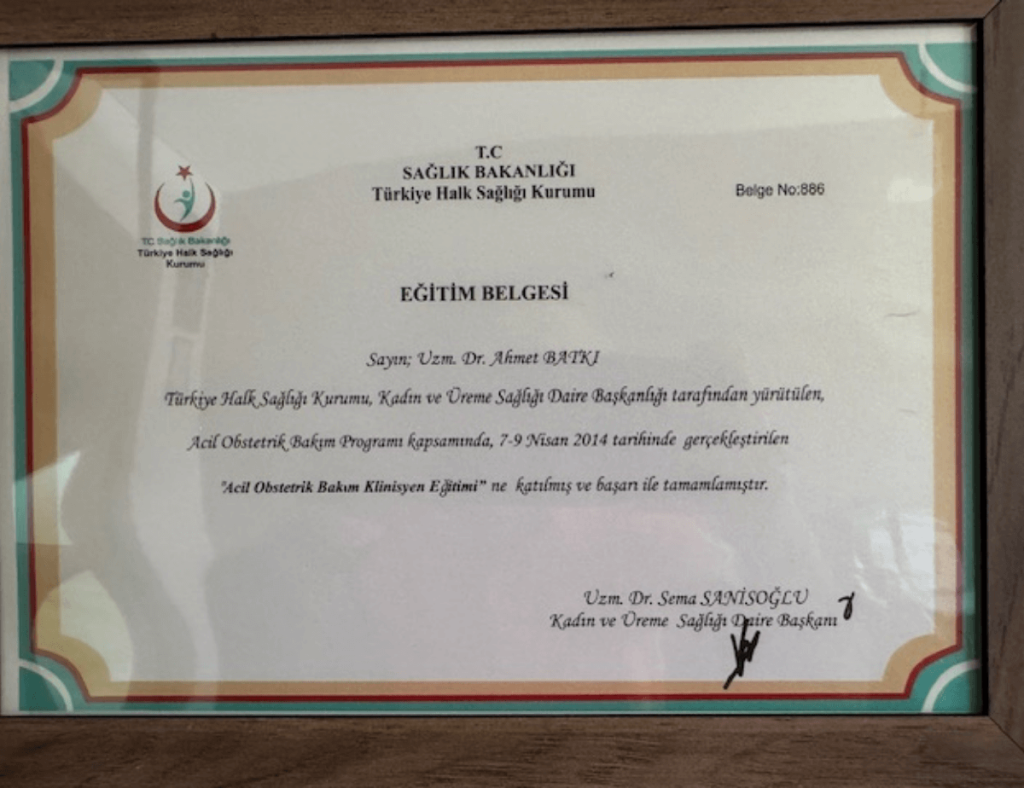 T.C
SAĞLIK BAKANLIĞI
Türkiye Halk Sağlığı Kurumu
Belge No:886
T.C. Sağlık Bakanlığı
Türkiye Halk Sağlığı
Kurumu
EĞİTİM BELGESİ
Sayın; Uzm. Dr. Ahmet BATKI
Türkiye Halk Sağlığı Kurumu, Kadın ve Üreme Sağlığı Daire Başkanlığı tarafından yürütülen,
Acil Obstetrik Bakım Programı kapsamında, 7-9 Nisan 2014 tarihinde gerçekleştirilen
"Acil Obstetrik Bakım Klinisyen Eğitimi” ne katılmış ve başarı ile tamamlamıştır.
Uzm. Dr. Sema SANİSOĞLU
Kadın ve Üreme Sağlığı Daire Başkanı